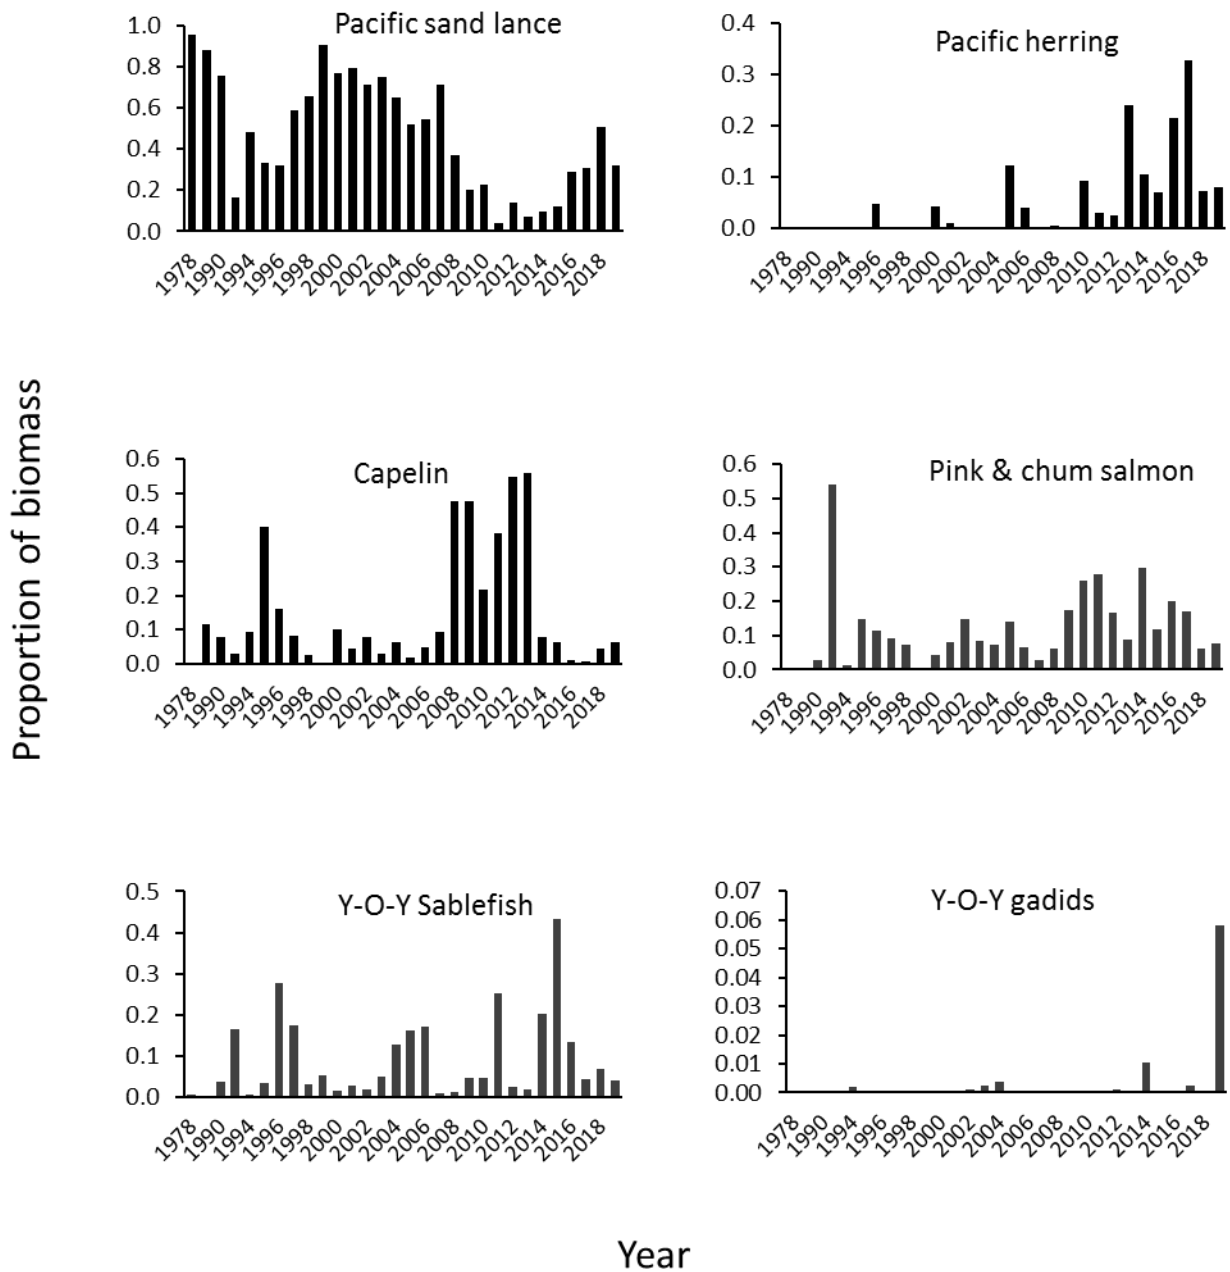 Pacific sand lance
1.0
0.8
0.6
0.4
0.2
0.0
1978 1990 1994 1996 1998 2000 2002 2004 2006 2008 2010 2012 2014 2016 2018
Pacific herring
0.4
0.3
0.2
0.1
0.0
1978 1990 1994 1996 1998 2000 2002 2004 2006 2008 2010 2012 2014 2016 2018
Proportion of biomass
Capelin
0.6
0.5
0.4
0.3
0.2
0.1
0.0
1978 1990 1994 1996 1998 2000 2002 2004 2006 2008 2010 2012 2014 2016 2018
Pink & chum salmon
0.6
0.5
0.4
0.3
0.2
0.1
0.0
1978 1990 1994 1996 1998 2000 2002 2004 2006 2008 2010 2012 2014 2016 2018
Y-O-Y Sablefish
0.5
0.4
0.3
0.2
0.1
0.0
1978 1990 1994 1996 1998 2000 2002 2004 2006 2008 2010 2012 2014 2016 2018
Y-O-Y gadids
0.07
0.06
0.05
0.04
0.03
0.02
0.01
0.00
1978 1990 1994 1996 1998 2000 2002 2004 2006 2008 2010 2012 2014 2016 2018
Year